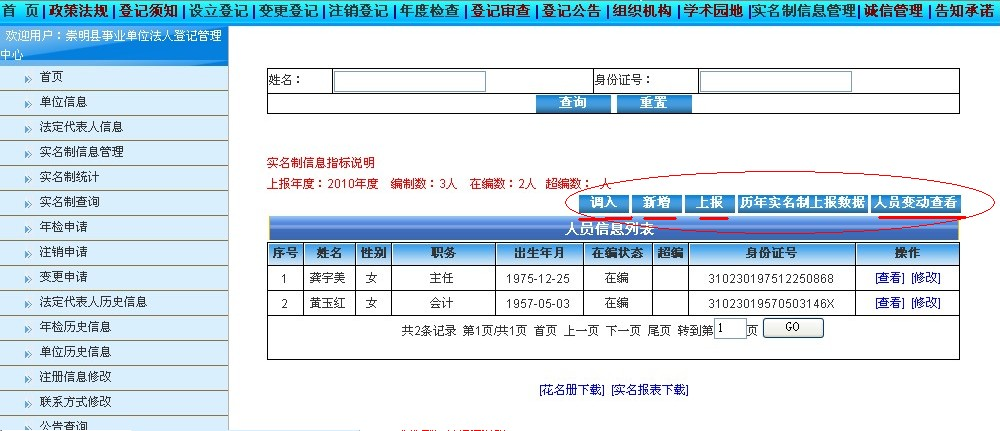 首 页 | 政策法规 | 登记须知 | 设立登记 | 变更登记 | 注销登记 | 年度检查 | 登记审查 | 登记公告 | 组织机构 | 学术园地 |实名制信息管理| 诚信管理 | 告知承诺
欢迎用户：崇明县事业单位法人登记管理
中心
首页
单位信息
法定代表人信息
实名制信息管理
实名制统计
实名制查询
年检申请
注销申请
变更申请
法定代表人历史信息
年检历史信息
单位历史信息
注册信息修改
联系方式修改
公告查询
姓名： 身份证号：
查询 重置
实名制信息指标说明
上报年度：2010年度 编制数：3人 在编数：2人 超编数： 人
调入 新增 上报 历年实名制上报数据 人员变动查看
人员信息列表
序号 姓名 性别 职务 出生年月 在编状态 超编 身份证号 操作
1 龚宇美 女 主任 1975-12-25 在编 310230197512250868 [查看] [修改]
2 黄玉红 女 会计 1957-05-03 在编 31023019570503146X [查看] [修改]
共2条记录 第1页/共1页 首页 上一页 下一页 尾页 转到第 1 页 GO
[花名册下载] [实名报表下载]